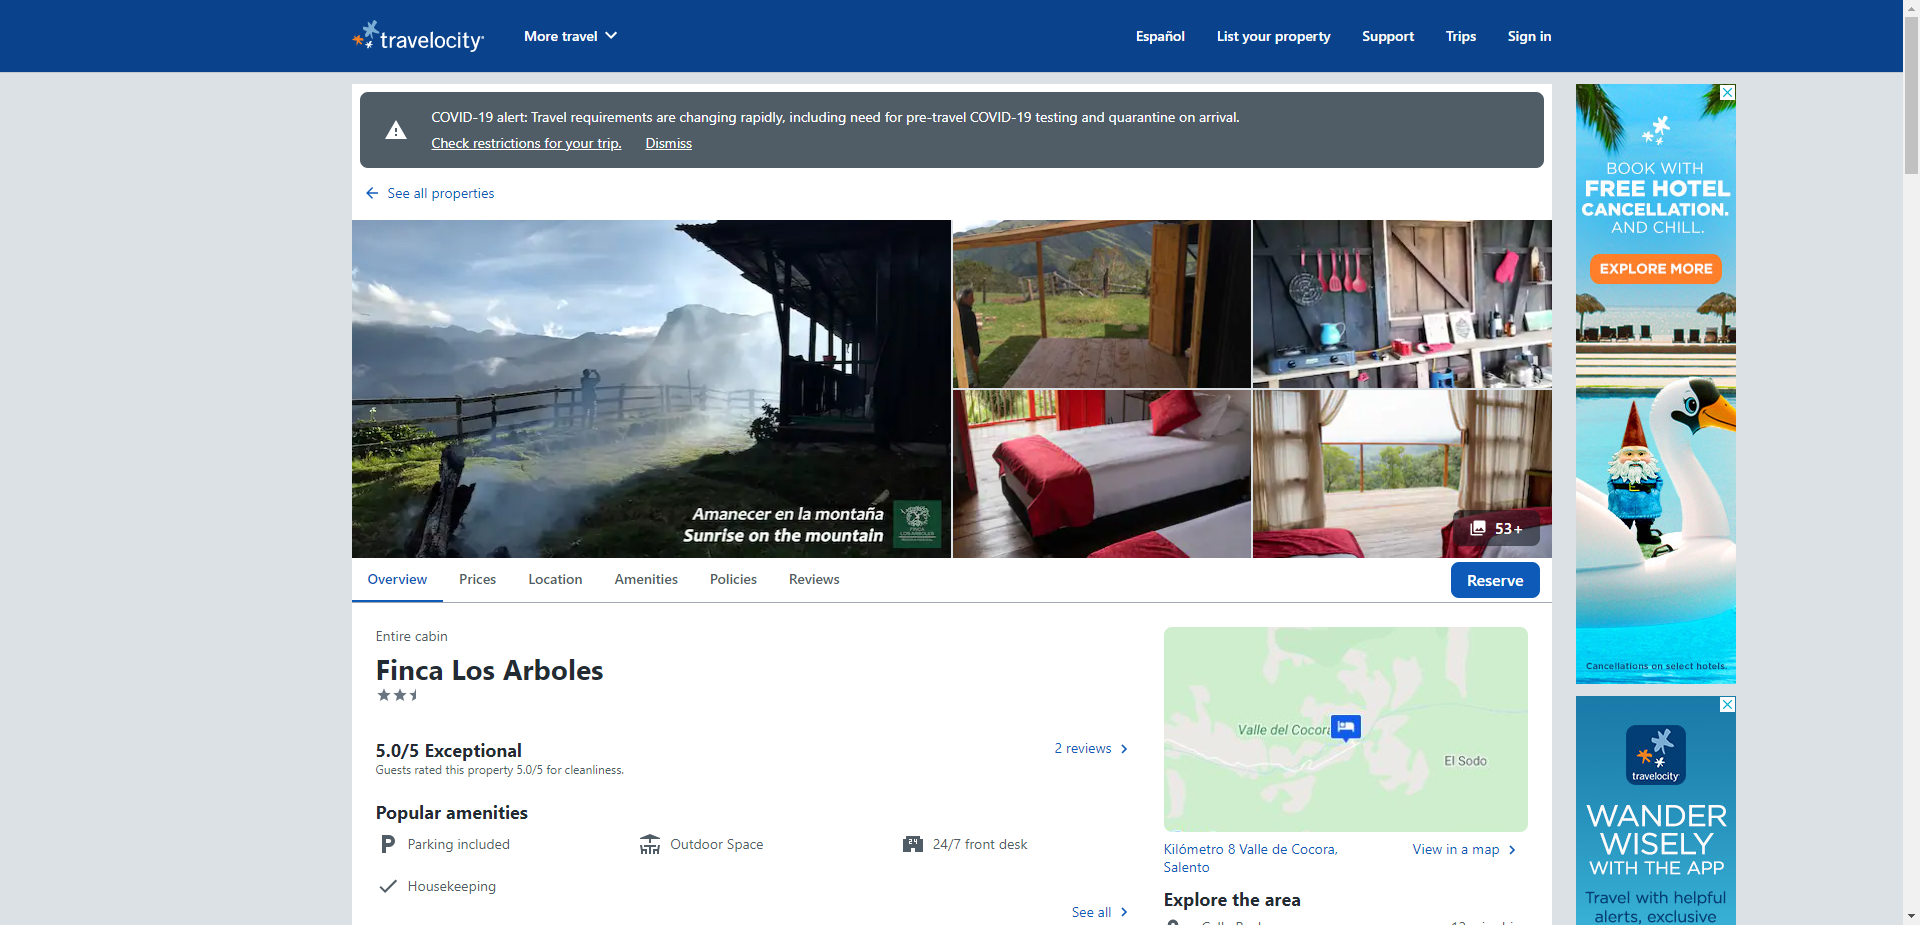 travelocity
More travel
Español
List your property
Support
Trips
Sign in
COVID-19 alert: Travel requirements are changing rapidly, including need for pre-travel COVID-19 testing and quarantine on arrival.
Check restrictions for your trip.
Dismiss
See all properties
Amanecer en la montaña
Sunrise on the mountain
FINCA
LOS ARBOLES
53+
Overview
Prices
Location
Amenities
Policies
Reviews
Reserve
Entire cabin
Finca Los Arboles
5.0/5 Exceptional
Guests rated this property 5.0/5 for cleanliness.
2 reviews
Popular amenities
Parking included
Outdoor Space
24/7 front desk
Housekeeping
See all
Valle del Cocora
El Sodo
Kilómetro 8 Valle de Cocora,
Salento
View in a map
Explore the area
BOOK WITH
FREE HOTEL
CANCELLATION.
AND CHILL.
EXPLORE MORE
Cancellations on select hotels.
travelocity
WANDER
WISELY
WITH THE APP
Travel with helpful
alerts, exclusive